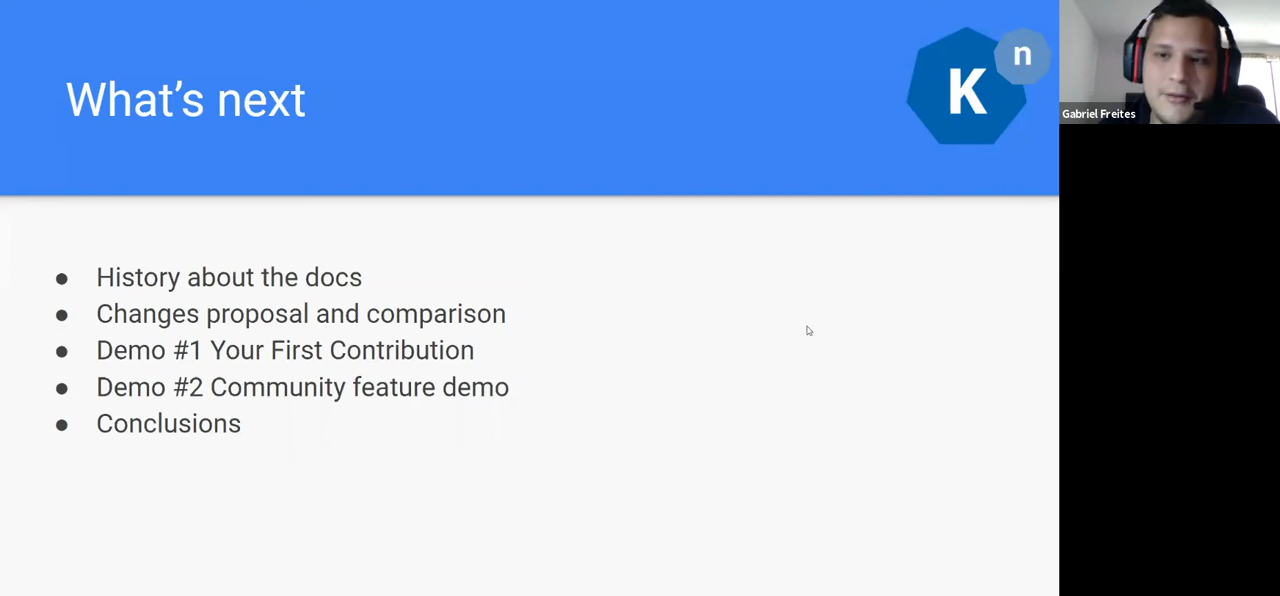 What's next
K
n
Gabriel Freites
● History about the docs
● Changes proposal and comparison
● Demo #1 Your First Contribution
● Demo #2 Community feature demo
● Conclusions